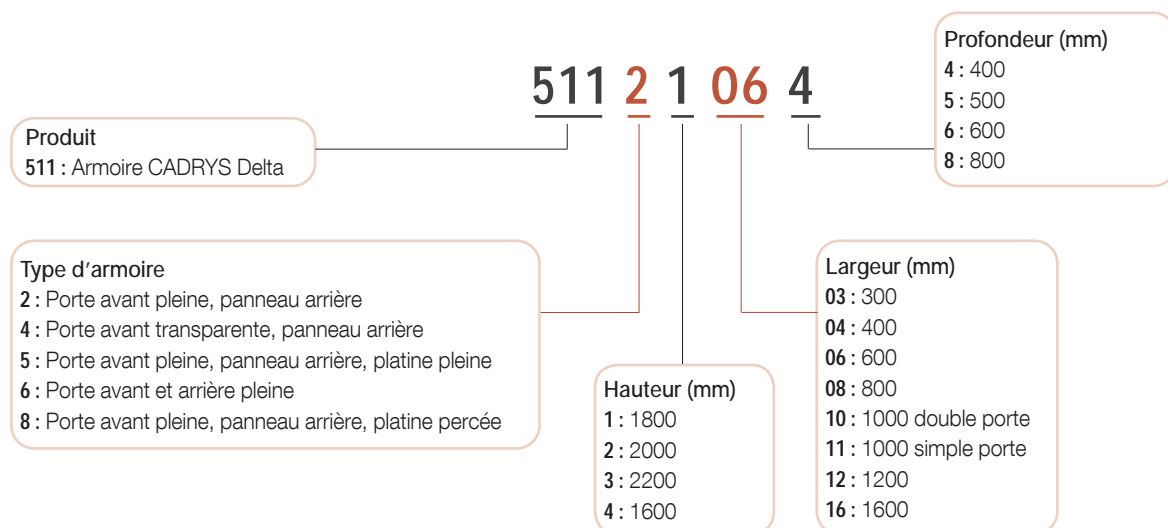 511 2 1 06 4
Produit
511 : Armoire CADRYS Delta
Profondeur (mm)
4 : 400
5 : 500
6 : 600
8 : 800
Type d'armoire
2 : Porte avant pleine, panneau arrière
4 : Porte avant transparente, panneau arrière
5 : Porte avant pleine, panneau arrière, platine pleine
6 : Porte avant et arrière pleine
8 : Porte avant pleine, panneau arrière, platine percée
Hauteur (mm)
1 : 1800
2 : 2000
3 : 2200
4 : 1600
Largeur (mm)
03 : 300
04 : 400
06 : 600
08 : 800
10 : 1000 double porte
11 : 1000 simple porte
12 : 1200
16 : 1600